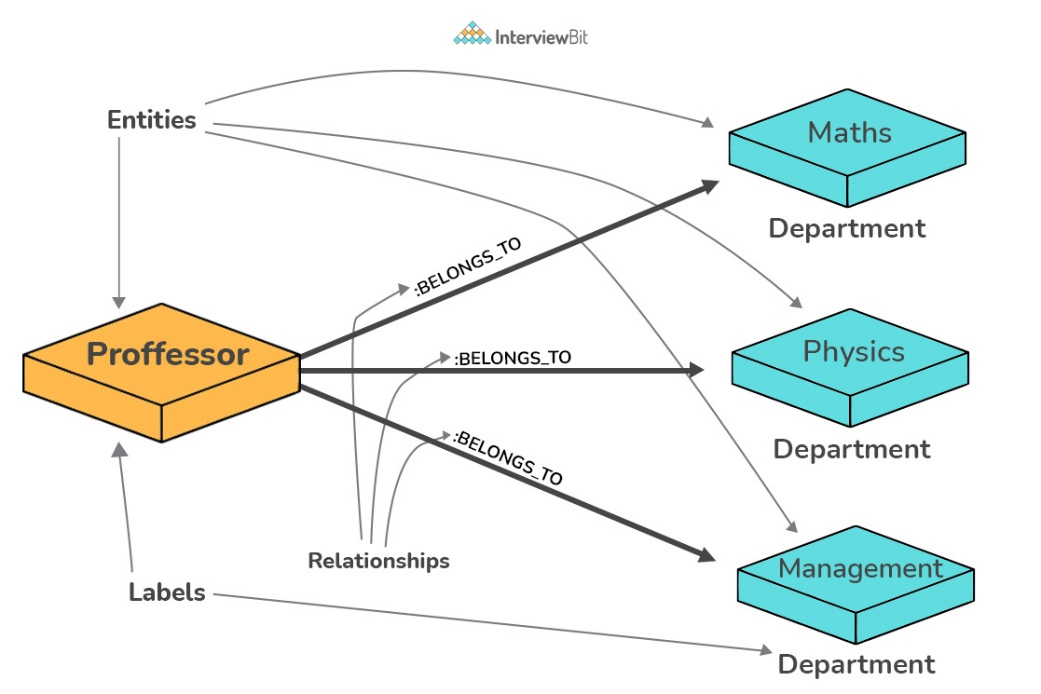 InterviewBit
Entities
Maths
Department
:BELONGS_TO
Proffessor
:BELONGS_TO
Physics
Department
:BELONGS_TO
Relationships
Management
Labels
Department